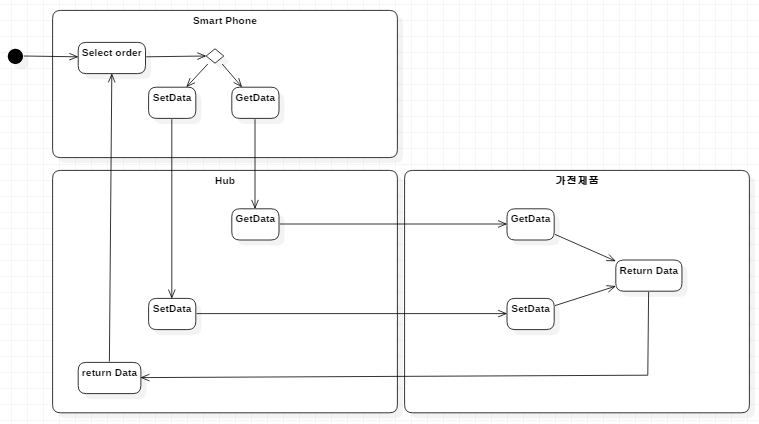 Smart Phone
Select order
SetData
GetData
Hub
가전제품
GetData
GetData
Return Data
SetData
SetData
return Data